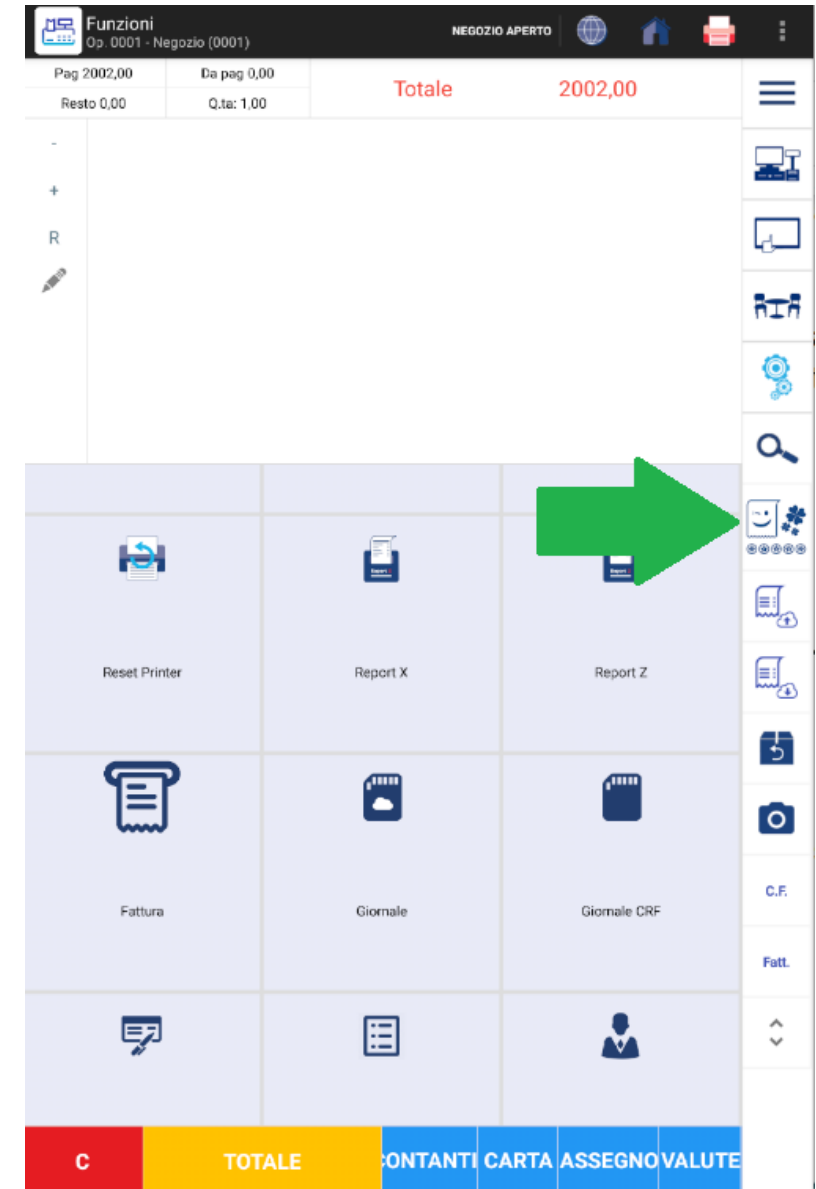 Funzioni
Op. 0001 - Negozio (0001)
NEGOZIO APERTO
Pag 2002,00
Da pag 0,00
Totale
2002,00
Resto 0,00
Q.ta: 1,00
-
+
R
Reset Printer
Report X
Report Z
Fattura
Giornale
Giornale CRF
C.F.
Fatt.
C
TOTALE
CONTANTI
CARTA
ASSEGNO
VALUTE